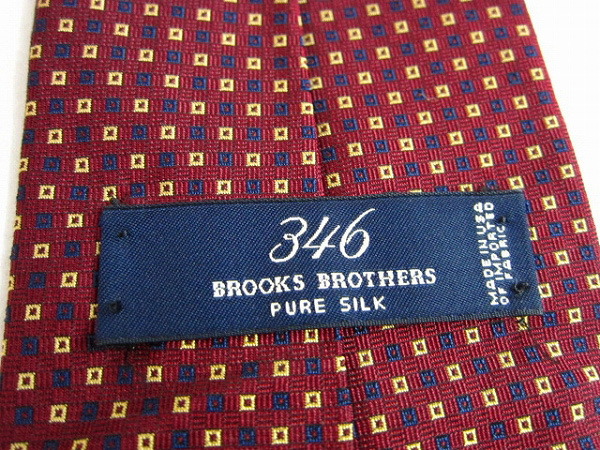 346
BROOKS BROTHERS
PURE SILK
MADE IN USA
OF IMPORTED
FABRIC